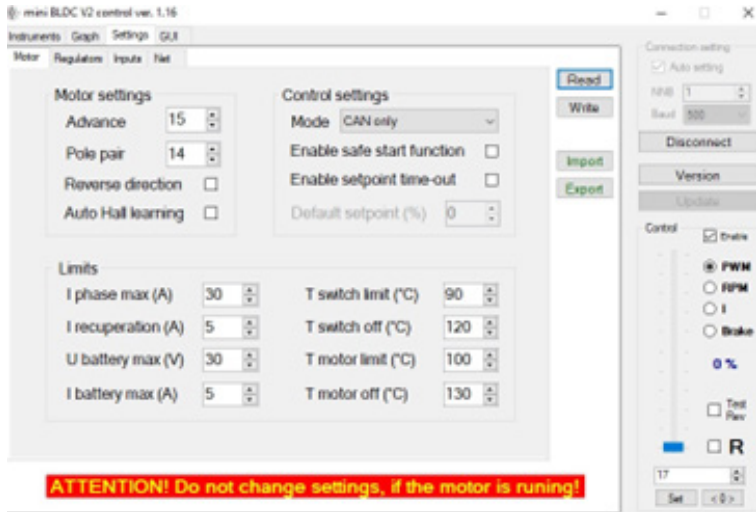 mini BLDC V2 control ver. 1.16
Instruments Graph Settings GUI
Motor Regulators Inputs Net
Motor settings
Advance 15
Pole pair 14
Reverse direction
Auto Hall learning
Control settings
Mode CAN only
Enable safe start function
Enable setpoint time-out
Default setpoint (%) 0
Limits
I phase max (A) 30 T switch limit (°C) 90
I recuperation (A) 5 T switch off (°C) 120
U battery max (V) 30 T motor limit (°C) 100
I battery max (A) 5 T motor off (°C) 130
ATTENTION! Do not change settings, if the motor is runing!
Read
Write
Import
Export
Connection setting
Auto setting
NNB 1
Baud 500
Disconnect
Version
Update
Control
Enable
PWM
RPM
I
Brake
0 %
Test
Rev
R
17
Set < 0 >